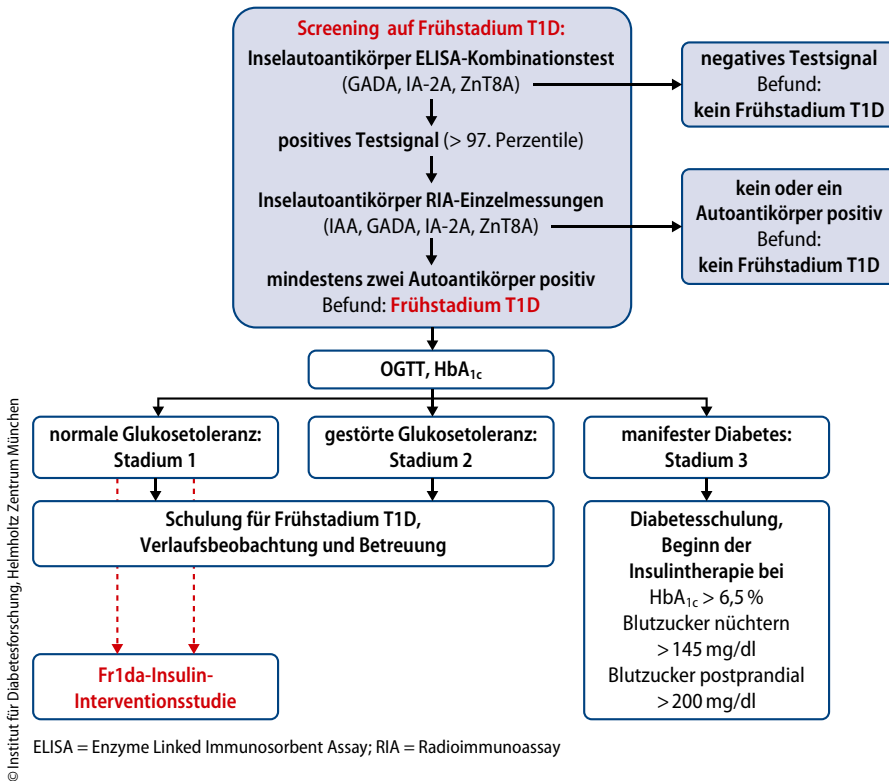 Screening auf Frühstadium T1D:
Inselautoantikörper ELISA-Kombinationstest
(GADA, IA-2A, ZnT8A)
negatives Testsignal
Befund:
kein Frühstadium T1D
positives Testsignal (> 97. Perzentile)
Inselautoantikörper RIA-Einzelmessungen
(IAA, GADA, IA-2A, ZnT8A)
kein oder ein
Autoantikörper positiv
Befund:
kein Frühstadium T1D
mindestens zwei Autoantikörper positiv
Befund: Frühstadium T1D
OGTT, HbA1c
normale Glukosetoleranz:
Stadium 1
gestörte Glukosetoleranz:
Stadium 2
manifester Diabetes:
Stadium 3
Schulung für Frühstadium T1D,
Verlaufsbeobachtung und Betreuung
Diabetesschulung,
Beginn der
Insulintherapie bei
HbA1c > 6,5 %
Blutzucker nüchtern
> 145 mg/dl
Blutzucker postprandial
> 200 mg/dl
Fr1da-Insulin-
Interventionsstudie
ELISA = Enzyme Linked Immunosorbent Assay; RIA = Radioimmunoassay
© Institut für Diabetesforschung, Helmholtz Zentrum München